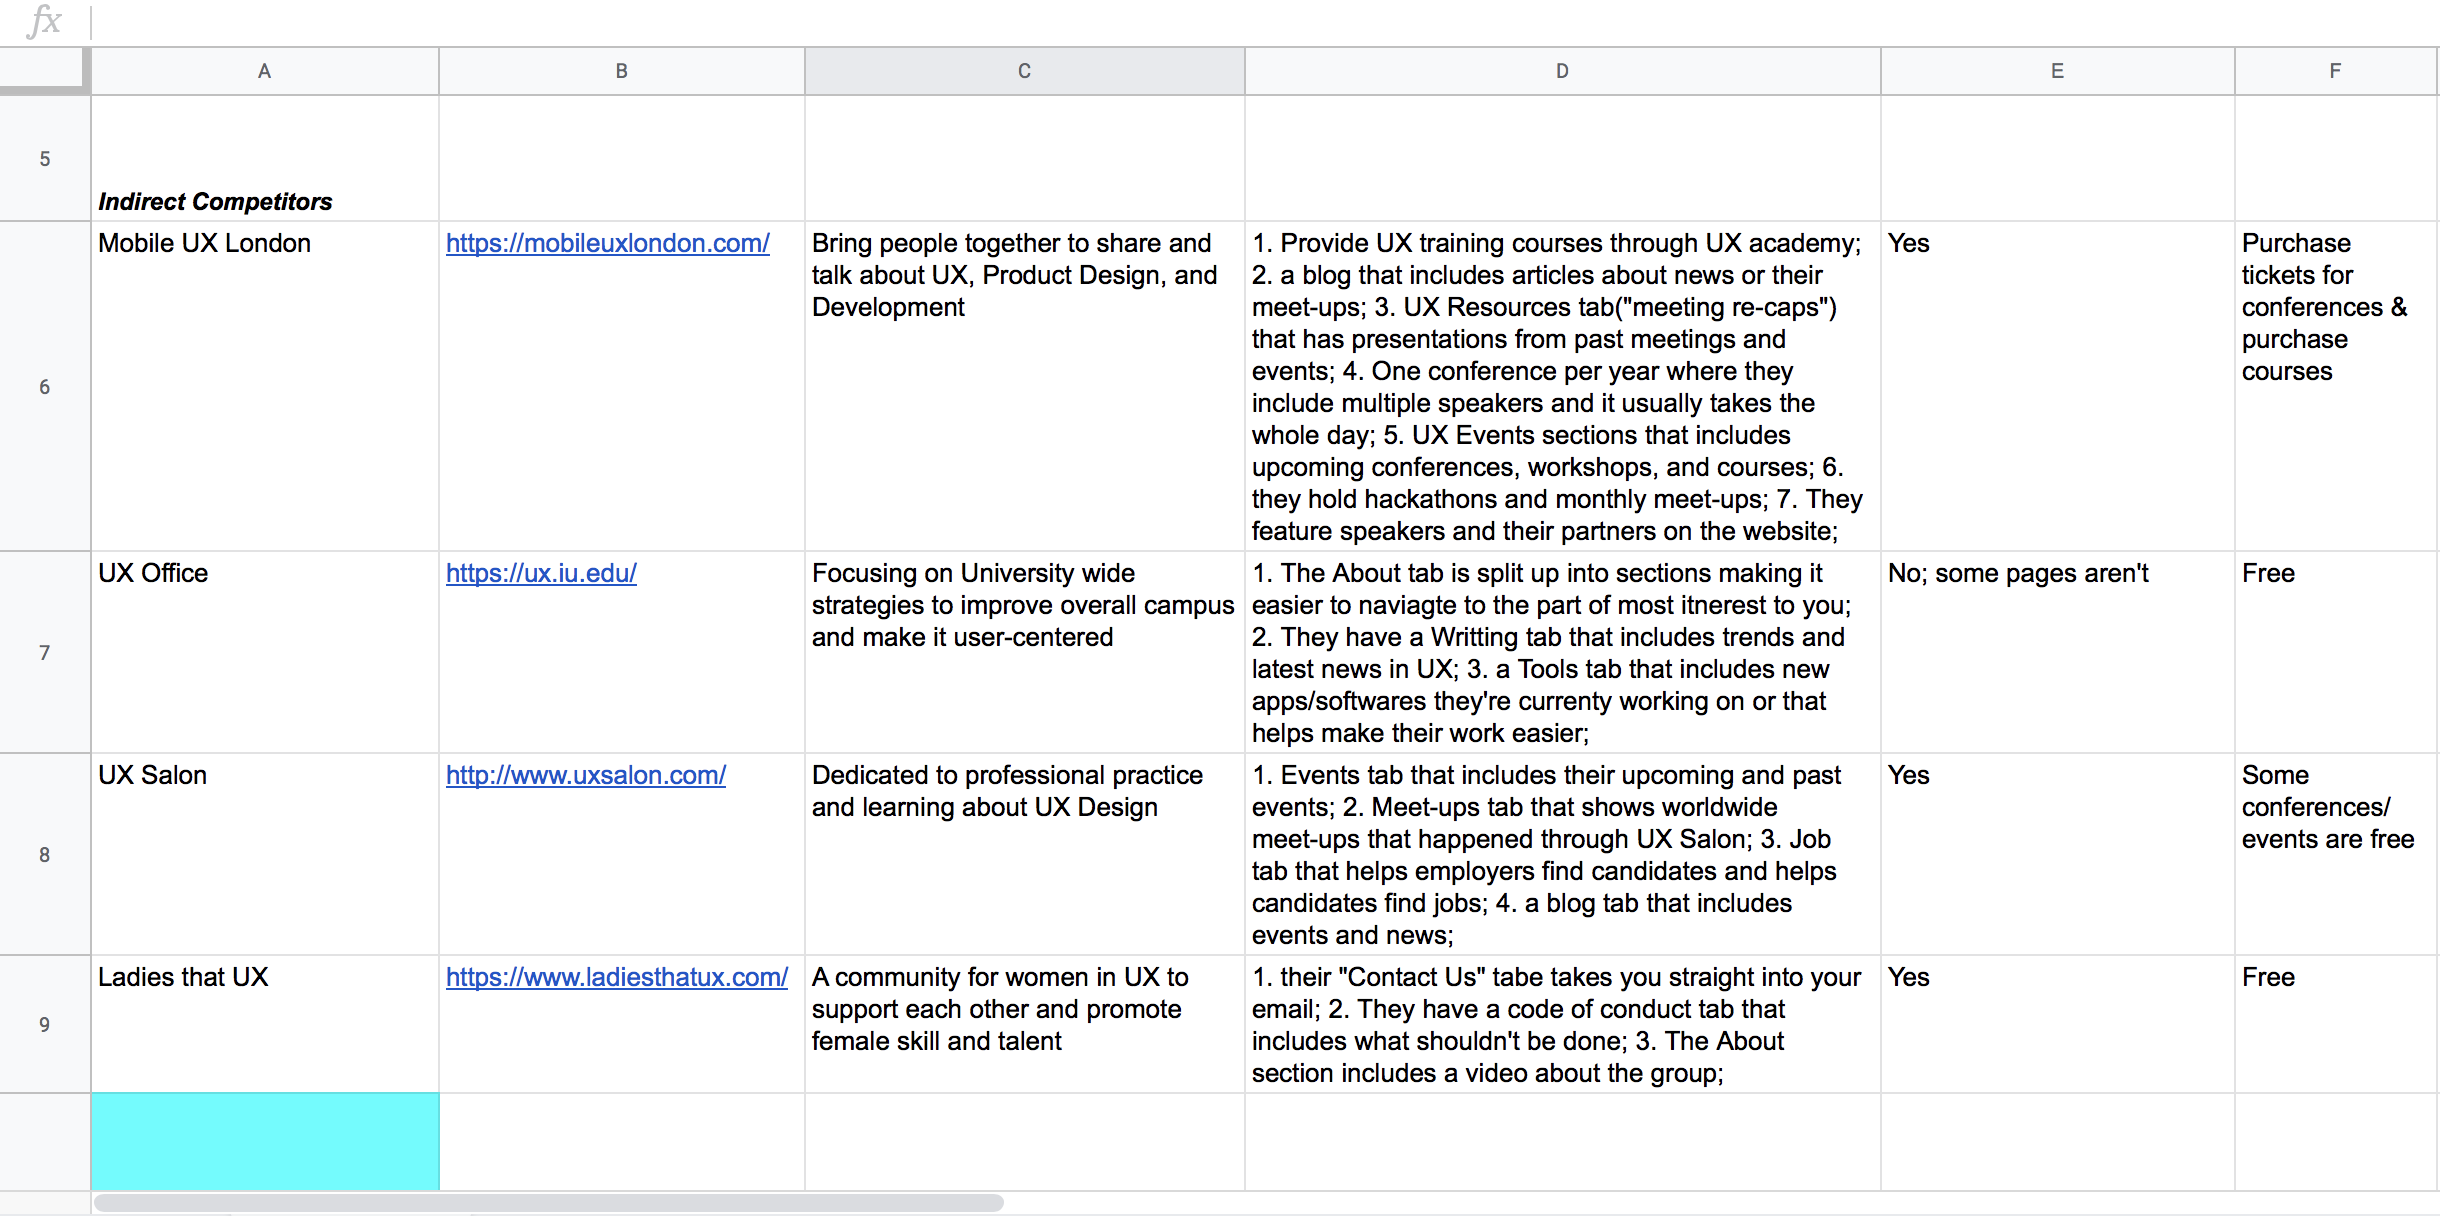 fx
A B C D E F
5
Indirect Competitors
6
Mobile UX London
https://mobileuxlondon.com/
Bring people together to share and
talk about UX, Product Design, and
Development
1. Provide UX training courses through UX academy;
2. a blog that includes articles about news or their
meet-ups; 3. UX Resources tab("meeting re-caps")
that has presentations from past meetings and
events; 4. One conference per year where they
include multiple speakers and it usually takes the
whole day; 5. UX Events sections that includes
upcoming conferences, workshops, and courses; 6.
they hold hackathons and monthly meet-ups; 7. They
feature speakers and their partners on the website;
Yes
Purchase
tickets for
conferences &
purchase
courses
7
UX Office
https://ux.iu.edu/
Focusing on University wide
strategies to improve overall campus
and make it user-centered
1. The About tab is split up into sections making it
easier to naviagte to the part of most itnerest to you;
2. They have a Writting tab that includes trends and
latest news in UX; 3. a Tools tab that includes new
apps/softwares they're currenty working on or that
helps make their work easier;
No; some pages aren't
Free
8
UX Salon
http://www.uxsalon.com/
Dedicated to professional practice
and learning about UX Design
1. Events tab that includes their upcoming and past
events; 2. Meet-ups tab that shows worldwide
meet-ups that happened through UX Salon; 3. Job
tab that helps employers find candidates and helps
candidates find jobs; 4. a blog tab that includes
events and news;
Yes
Some
conferences/
events are free
9
Ladies that UX
https://www.ladiesthatux.com/
A community for women in UX to
support each other and promote
female skill and talent
1. their "Contact Us" tabe takes you straight into your
email; 2. They have a code of conduct tab that
includes what shouldn't be done; 3. The About
section includes a video about the group;
Yes
Free